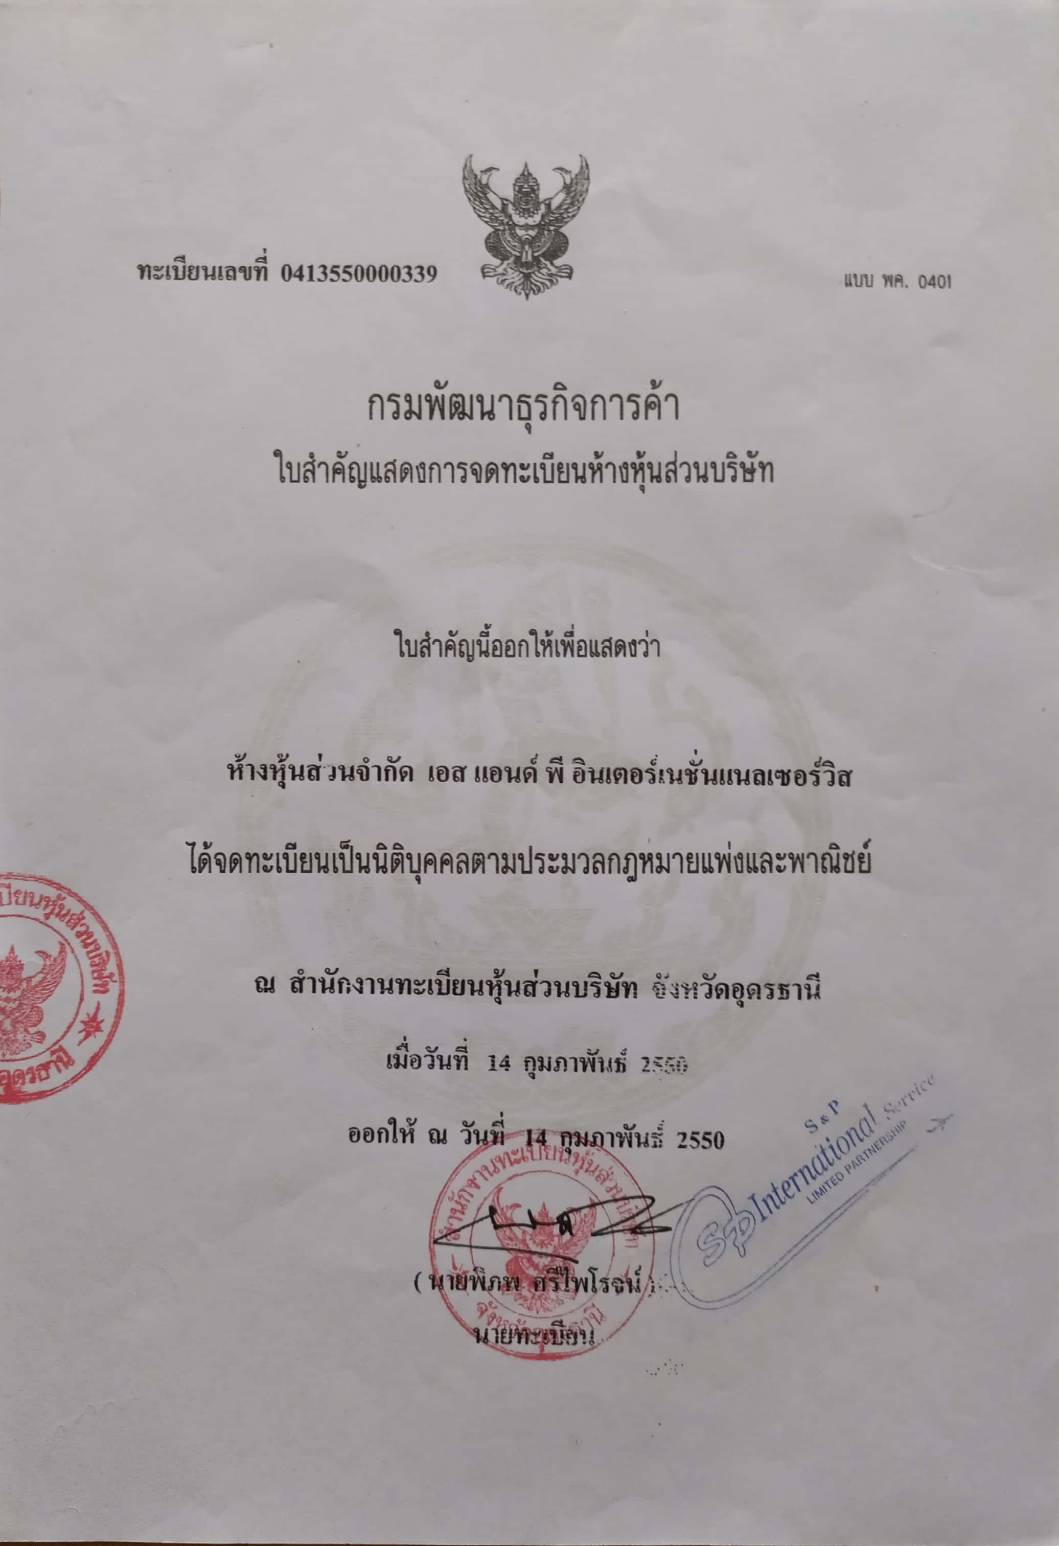 ทะเบียนเลขที่ 0413550000339
แบบ พค. 0401
กรมพัฒนาธุรกิจการค้า
ใบสำคัญแสดงการจดทะเบียนห้างหุ้นส่วนบริษัท
ใบสำคัญนี้ออกให้เพื่อแสดงว่า
ห้างหุ้นส่วนจำกัด เอส แอนด์ พี อินเตอร์เนชั่นแนลเซอร์วิส
ได้จดทะเบียนเป็นนิติบุคคลตามประมวลกฎหมายแพ่งและพาณิชย์
ณ สำนักงานทะเบียนหุ้นส่วนบริษัท จังหวัดอุดรธานี
เมื่อวันที่ 14 กุมภาพันธ์ 2550
ออกให้ ณ วันที่ 14 กุมภาพันธ์ 2550
(นายพิภพ ศรีไพโรจน์)
นายทะเบียน
สำนักงานทะเบียนหุ้นส่วนบริษัท
จังหวัดอุดรธานี
S & P
SP International Service
LIMITED PARTNERSHIP
หุ้นส่วนบริษัท
อุดรธานี